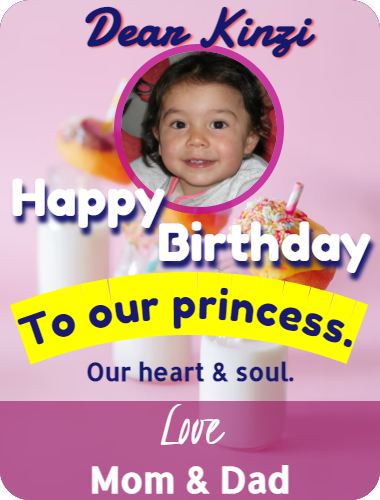 Dear Kinzi
Happy
Birthday
To our princess.
Our heart & soul.
Love
Mom & Dad